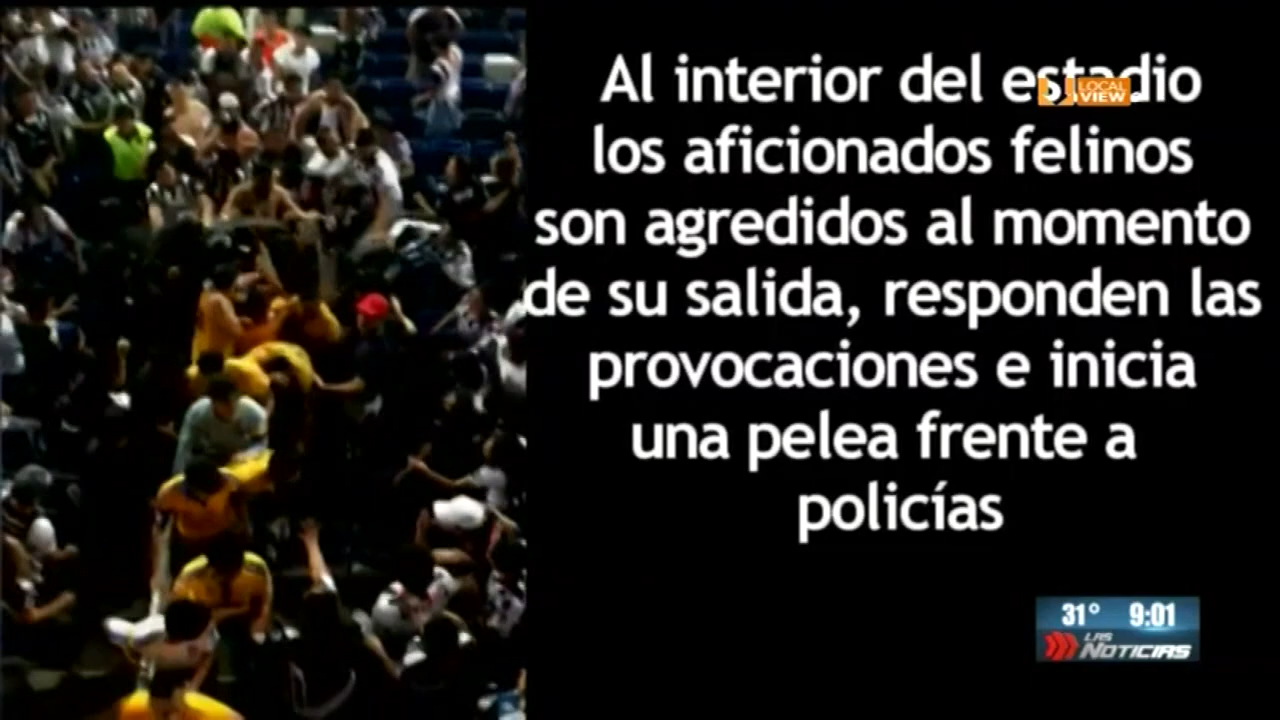 Al interior del estadio
los aficionados felinos
son agredidos al momento
de su salida, responden las
provocaciones e inicia
una pelea frente a
policías
LOCAL
VIEW
31° 9:01
LAS
NOTICIAS